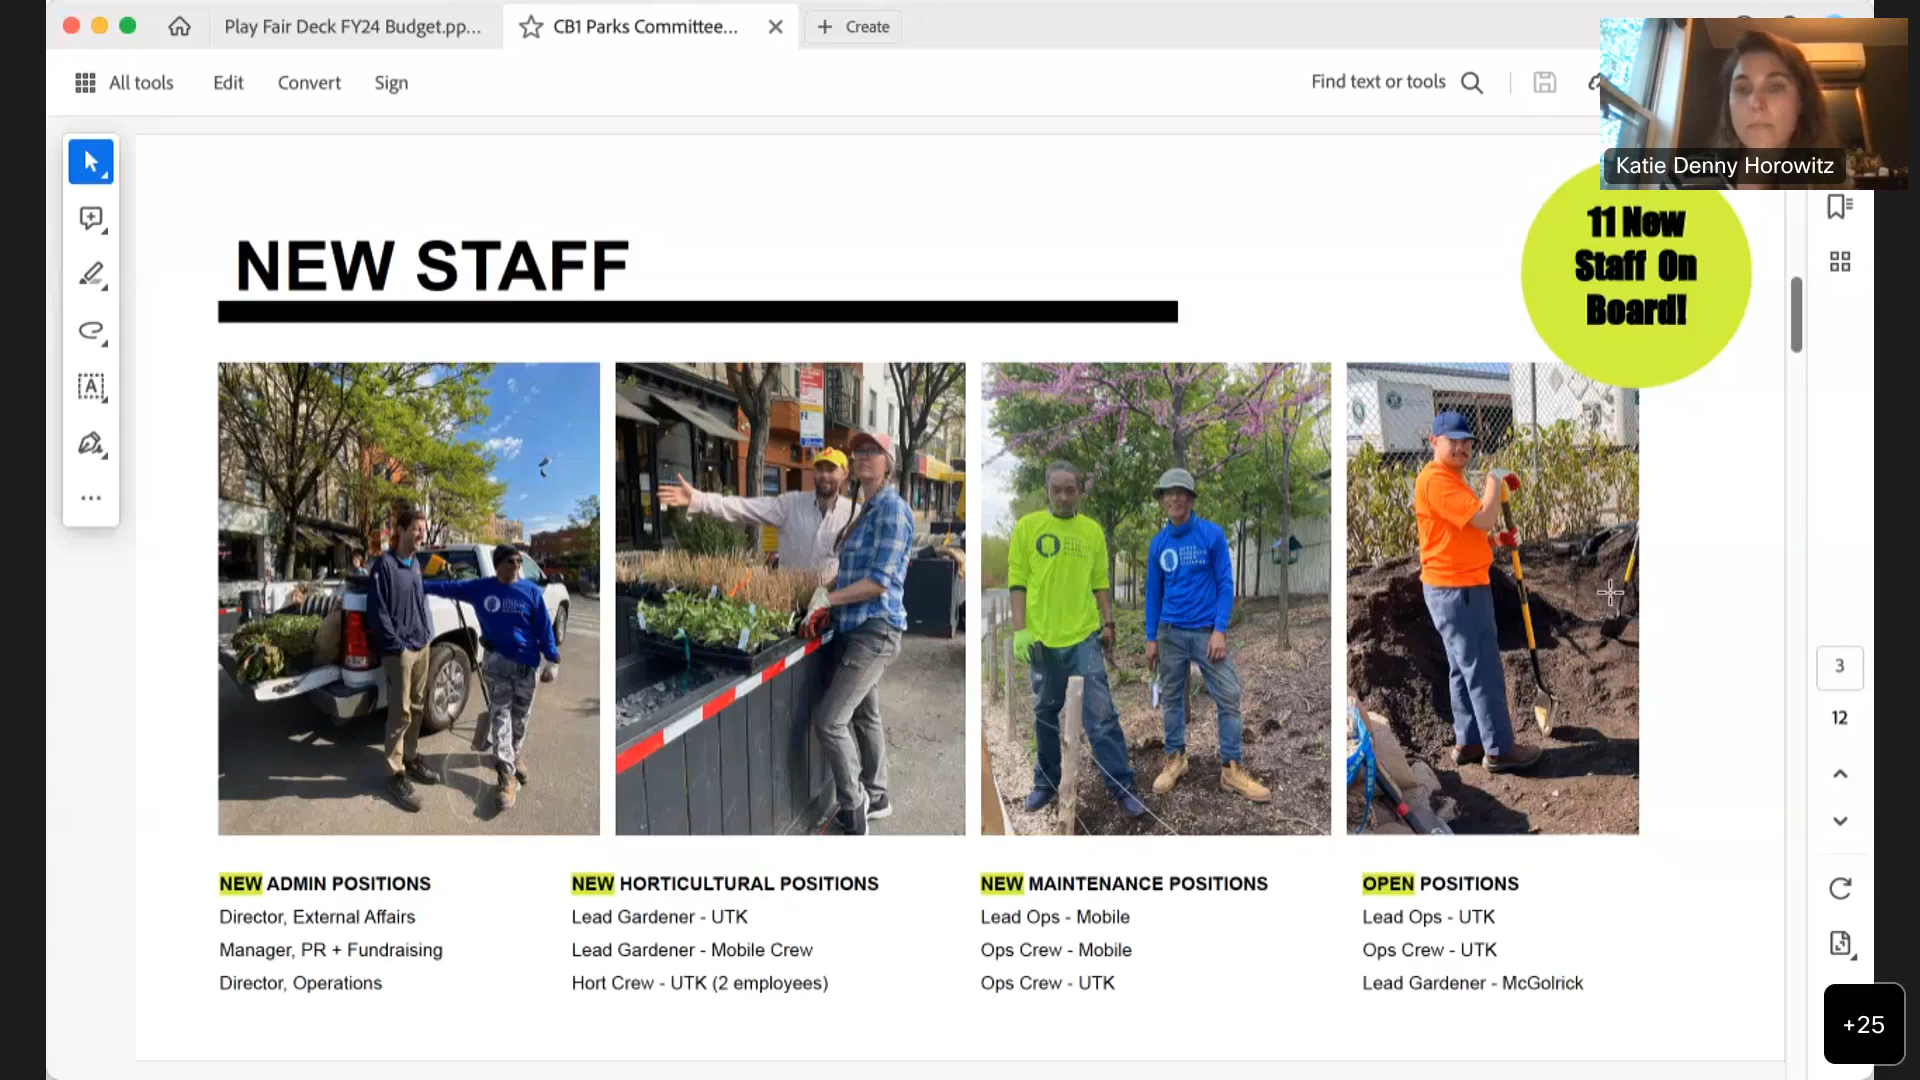 Play Fair Deck FY24 Budget.pp...
CB1 Parks Committee...
Create
All tools
Edit
Convert
Sign
Find text or tools
Katie Denny Horowitz
11 New
Staff On
Board!
NEW STAFF
3
12
NEW ADMIN POSITIONS
Director, External Affairs
Manager, PR + Fundraising
Director, Operations
NEW HORTICULTURAL POSITIONS
Lead Gardener - UTK
Lead Gardener - Mobile Crew
Hort Crew - UTK (2 employees)
NEW MAINTENANCE POSITIONS
Lead Ops - Mobile
Ops Crew - Mobile
Ops Crew - UTK
OPEN POSITIONS
Lead Ops - UTK
Ops Crew - UTK
Lead Gardener - McGolrick
+25